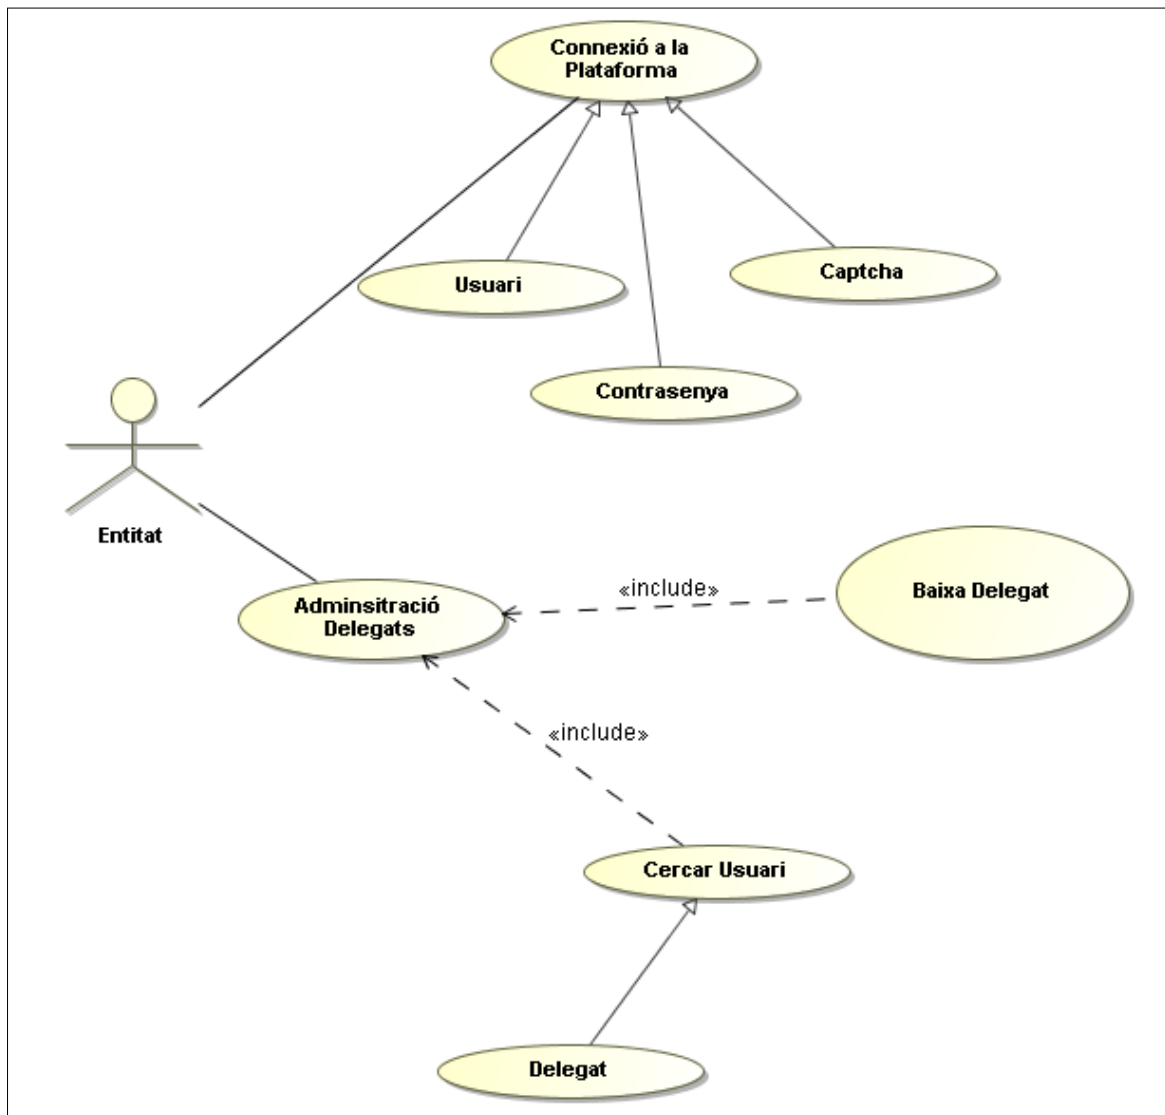 Connexió a la
Plataforma
Usuari
Captcha
Contrasenya
Entitat
Adminsitració
Delegats
«include»
Baixa Delegat
«include»
Cercar Usuari
Delegat